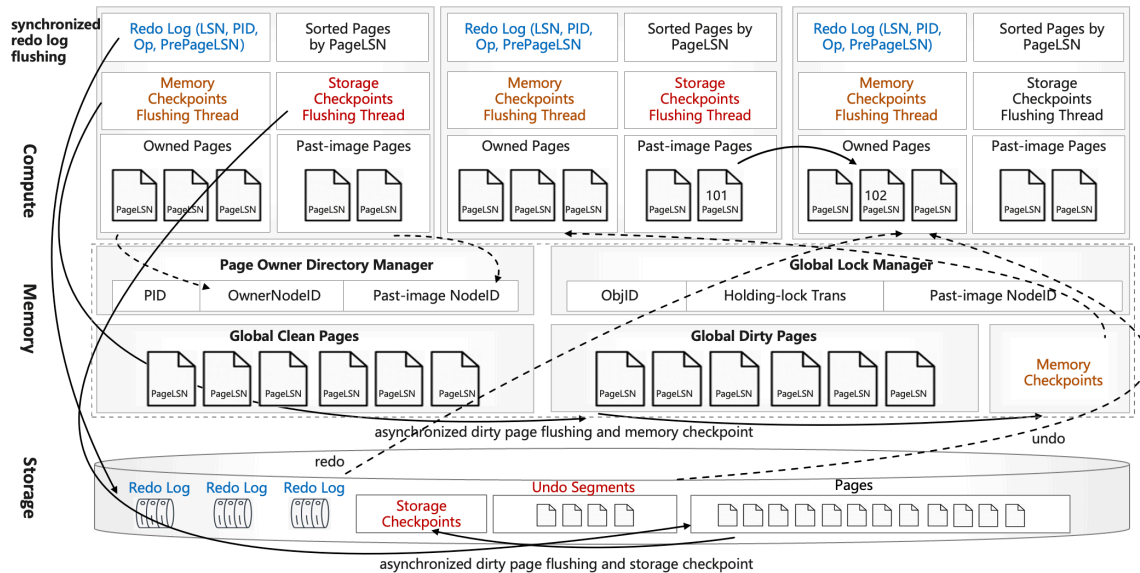 synchronized
redo log
flushing
Redo Log (LSN, PID,
Op, PrePageLSN)
Sorted Pages
by PageLSN
Redo Log (LSN, PID,
Op, PrePageLSN
Sorted Pages by
PageLSN
Redo Log (LSN, PID,
Op, PrePageLSN)
Sorted Pages by
PageLSN
Memory
Checkpoints
Flushing Thread
Storage
Checkpoints
Flushing Thread
Memory
Checkpoints
Flushing Thread
Storage
Checkpoints
Flushing Thread
Memory
Checkpoints
Flushing Thread
Storage
Checkpoints
Flushing Thread
Compute
Owned Pages
PageLSN
PageLSN
PageLSN
Past-image Pages
PageLSN
PageLSN
Owned Pages
PageLSN
PageLSN
PageLSN
Past-image Pages
PageLSN
101
PageLSN
Owned Pages
PageLSN
102
PageLSN
PageLSN
Past-image Pages
PageLSN
PageLSN
Memory
Page Owner Directory Manager
PID
OwnerNodeID
Past-image NodeID
Global Lock Manager
ObjID
Holding-lock Trans
Past-image NodeID
Global Clean Pages
PageLSN
PageLSN
PageLSN
PageLSN
PageLSN
PageLSN
Global Dirty Pages
PageLSN
PageLSN
PageLSN
PageLSN
PageLSN
PageLSN
Memory
Checkpoints
asynchronized dirty page flushing and memory checkpoint
undo
redo
Storage
Redo Log
Redo Log
Redo Log
Storage
Checkpoints
Undo Segments
Pages
asynchronized dirty page flushing and storage checkpoint